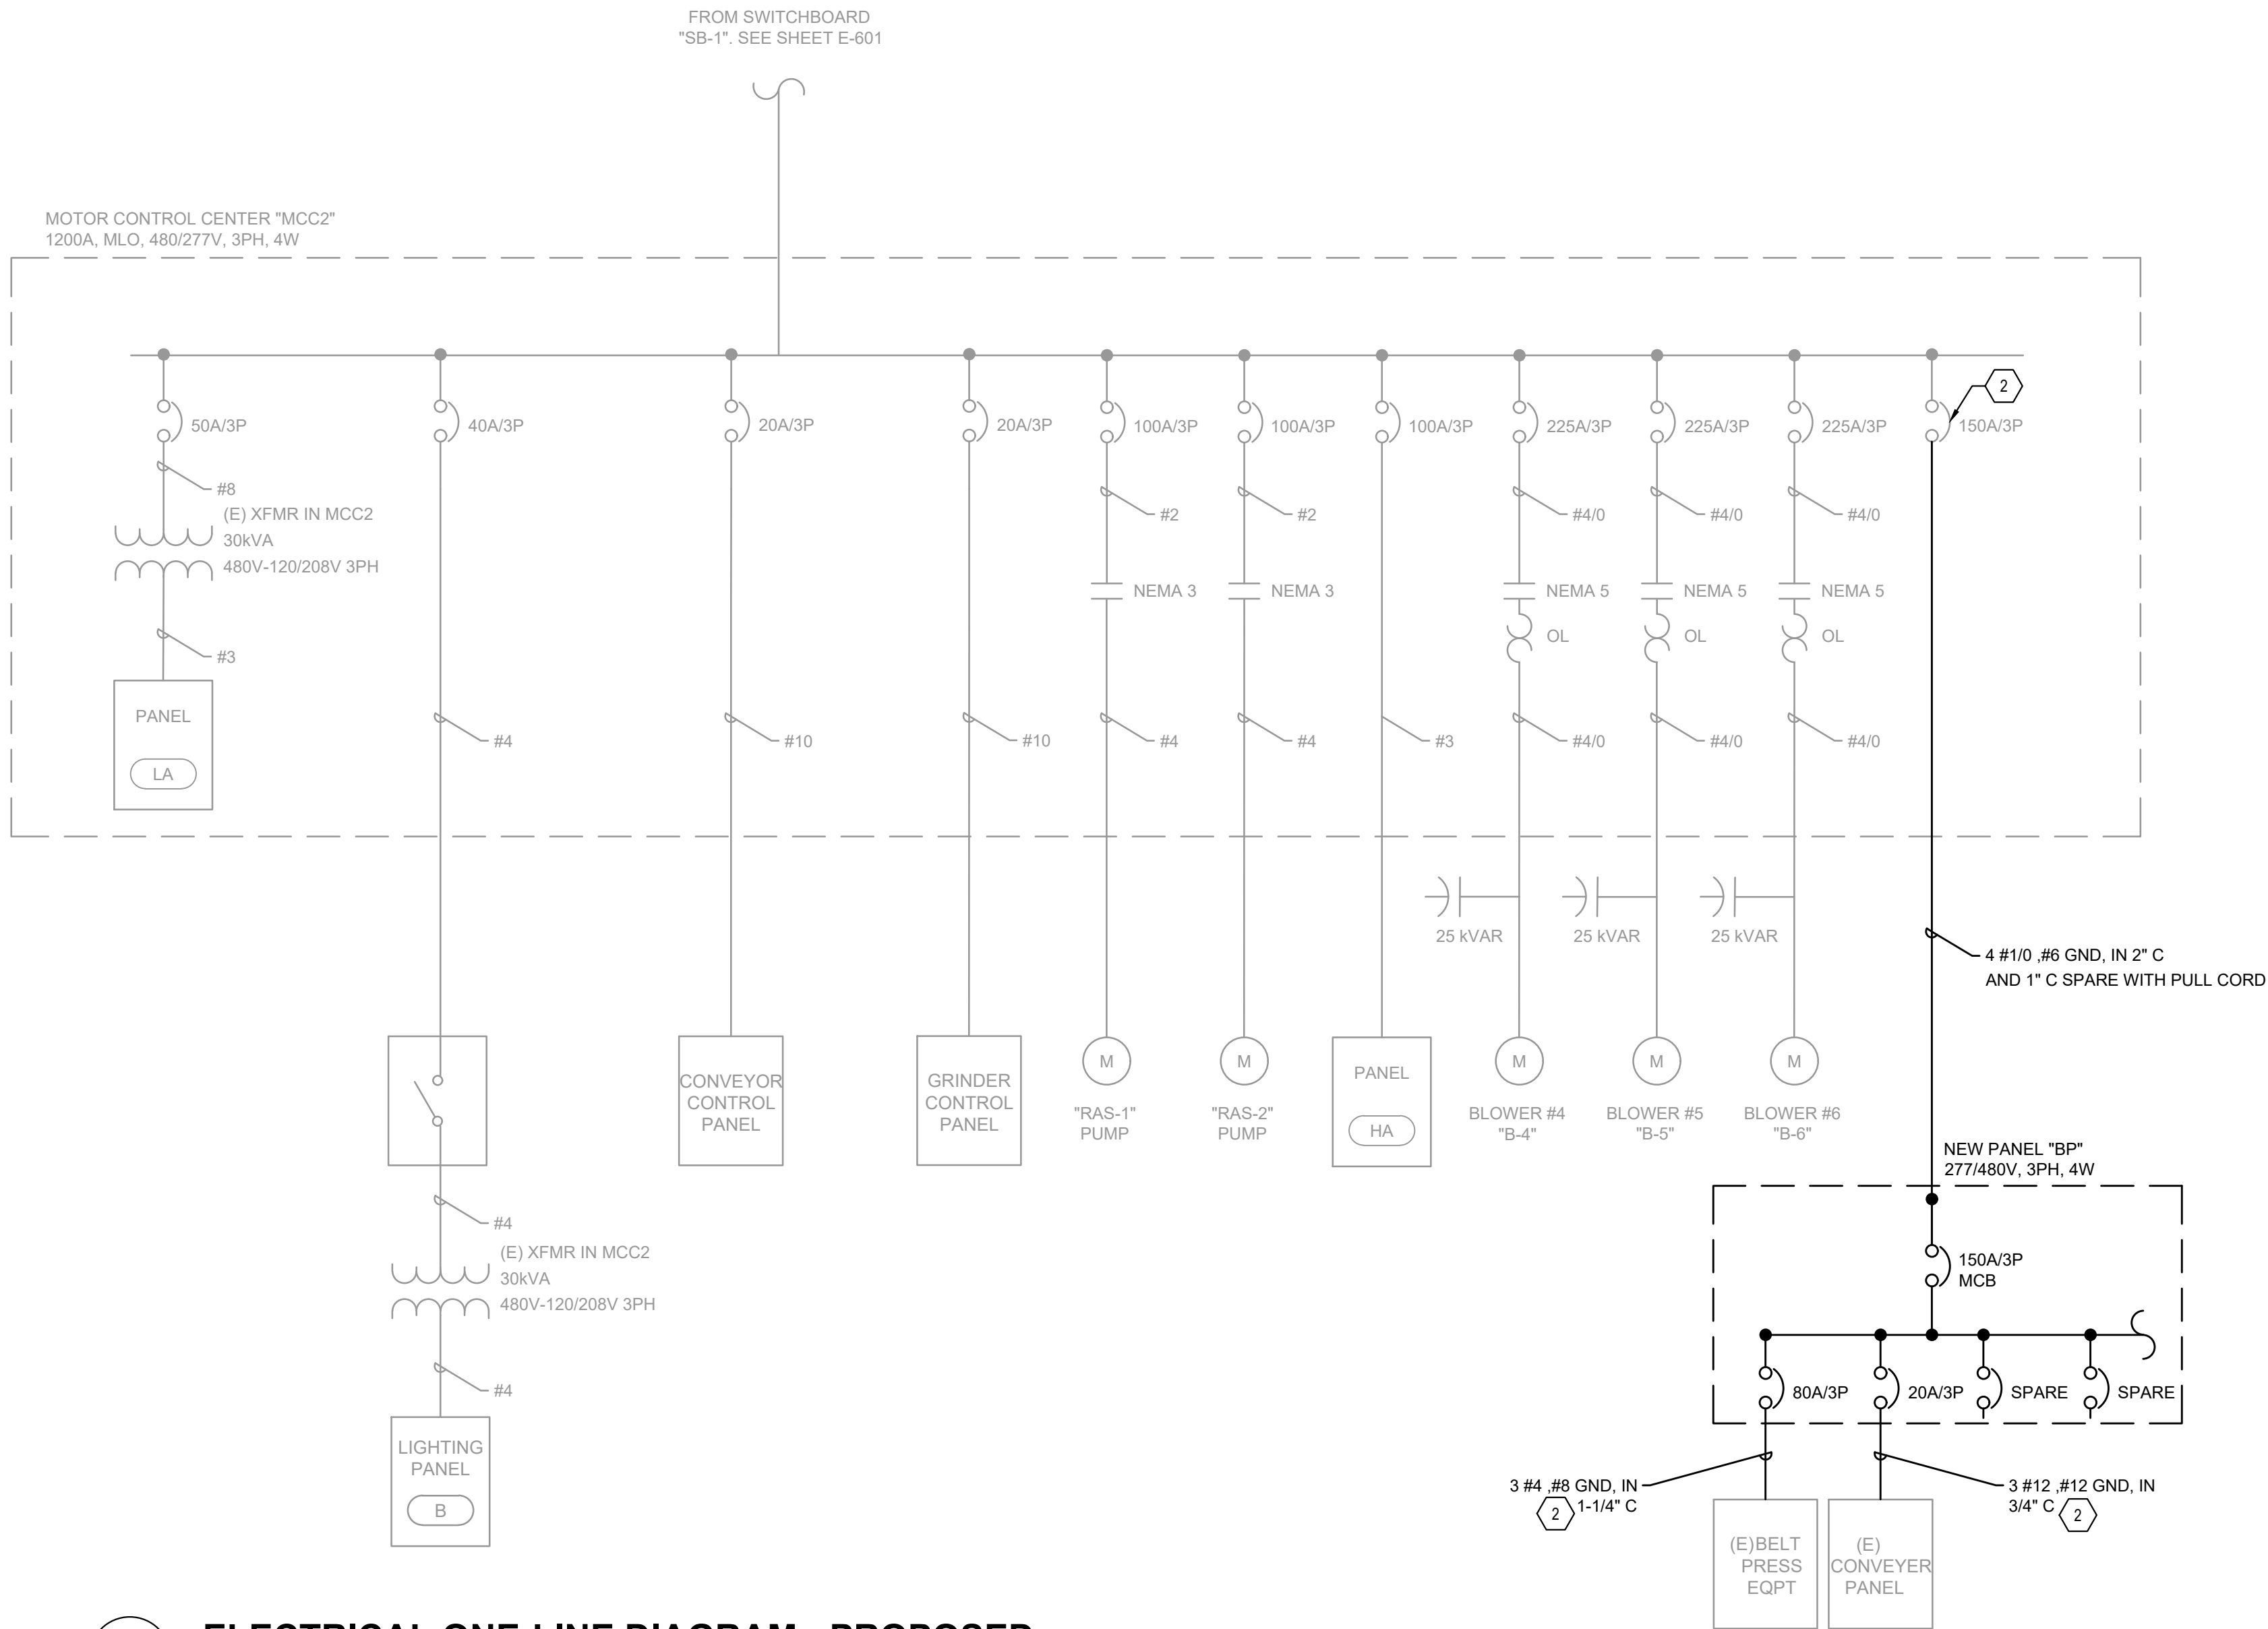 FROM SWITCHBOARD
"SB-1". SEE SHEET E-601
MOTOR CONTROL CENTER "MCC2"
1200A, MLO, 480/277V, 3PH, 4W
2
50A/3P
40A/3P
20A/3P
20A/3P
100A/3P
100A/3P
100A/3P
225A/3P
225A/3P
225A/3P
150A/3P
#8
(E) XFMR IN MCC2
30kVA
480V-120/208V 3PH
#2
#2
#4/0
#4/0
#4/0
NEMA 3
NEMA 3
NEMA 5
NEMA 5
NEMA 5
OL
OL
OL
#3
PANEL
LA
#4
#10
#10
#4
#4
#3
#4/0
#4/0
#4/0
25 kVAR
25 kVAR
25 kVAR
4 #1/0 ,#6 GND, IN 2" C
AND 1" C SPARE WITH PULL CORD
CONVEYOR
CONTROL
PANEL
GRINDER
CONTROL
PANEL
M
"RAS-1"
PUMP
M
"RAS-2"
PUMP
PANEL
HA
M
BLOWER #4
"B-4"
M
BLOWER #5
"B-5"
M
BLOWER #6
"B-6"
NEW PANEL "BP"
277/480V, 3PH, 4W
150A/3P
MCB
80A/3P
20A/3P
SPARE
SPARE
#4
(E) XFMR IN MCC2
30kVA
480V-120/208V 3PH
#4
LIGHTING
PANEL
B
3 #4 ,#8 GND, IN
2 1-1/4" C
3 #12 ,#12 GND, IN
3/4" C 2
(E)BELT
PRESS
EQPT
(E)
CONVEYER
PANEL
ELECTRICAL ONE-LINE DIAGRAM - PROPOSED